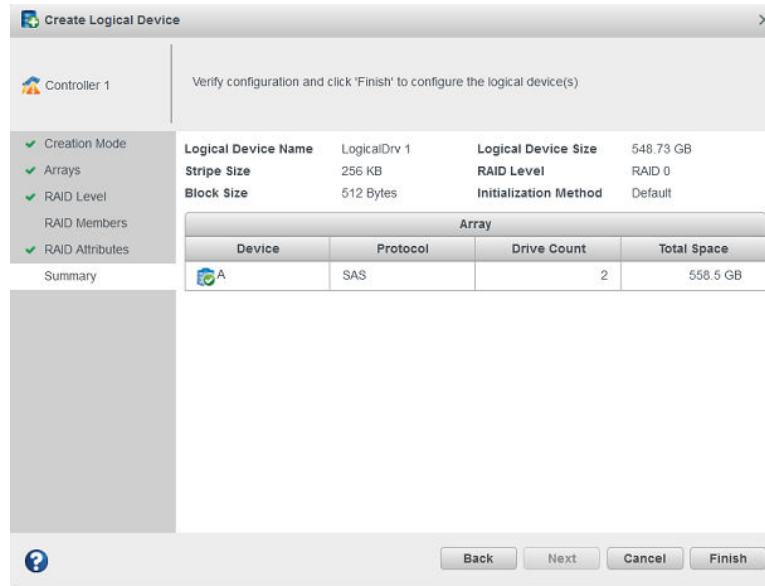 Create Logical Device
Controller 1
Verify configuration and click 'Finish' to configure the logical device(s)
Creation Mode
Arrays
RAID Level
RAID Members
RAID Attributes
Summary
Logical Device Name LogicalDrv 1 Logical Device Size 548.73 GB
Stripe Size 256 KB RAID Level RAID 0
Block Size 512 Bytes Initialization Method Default
Array
Device Protocol Drive Count Total Space
A SAS 2 558.5 GB
? Back Next Cancel Finish